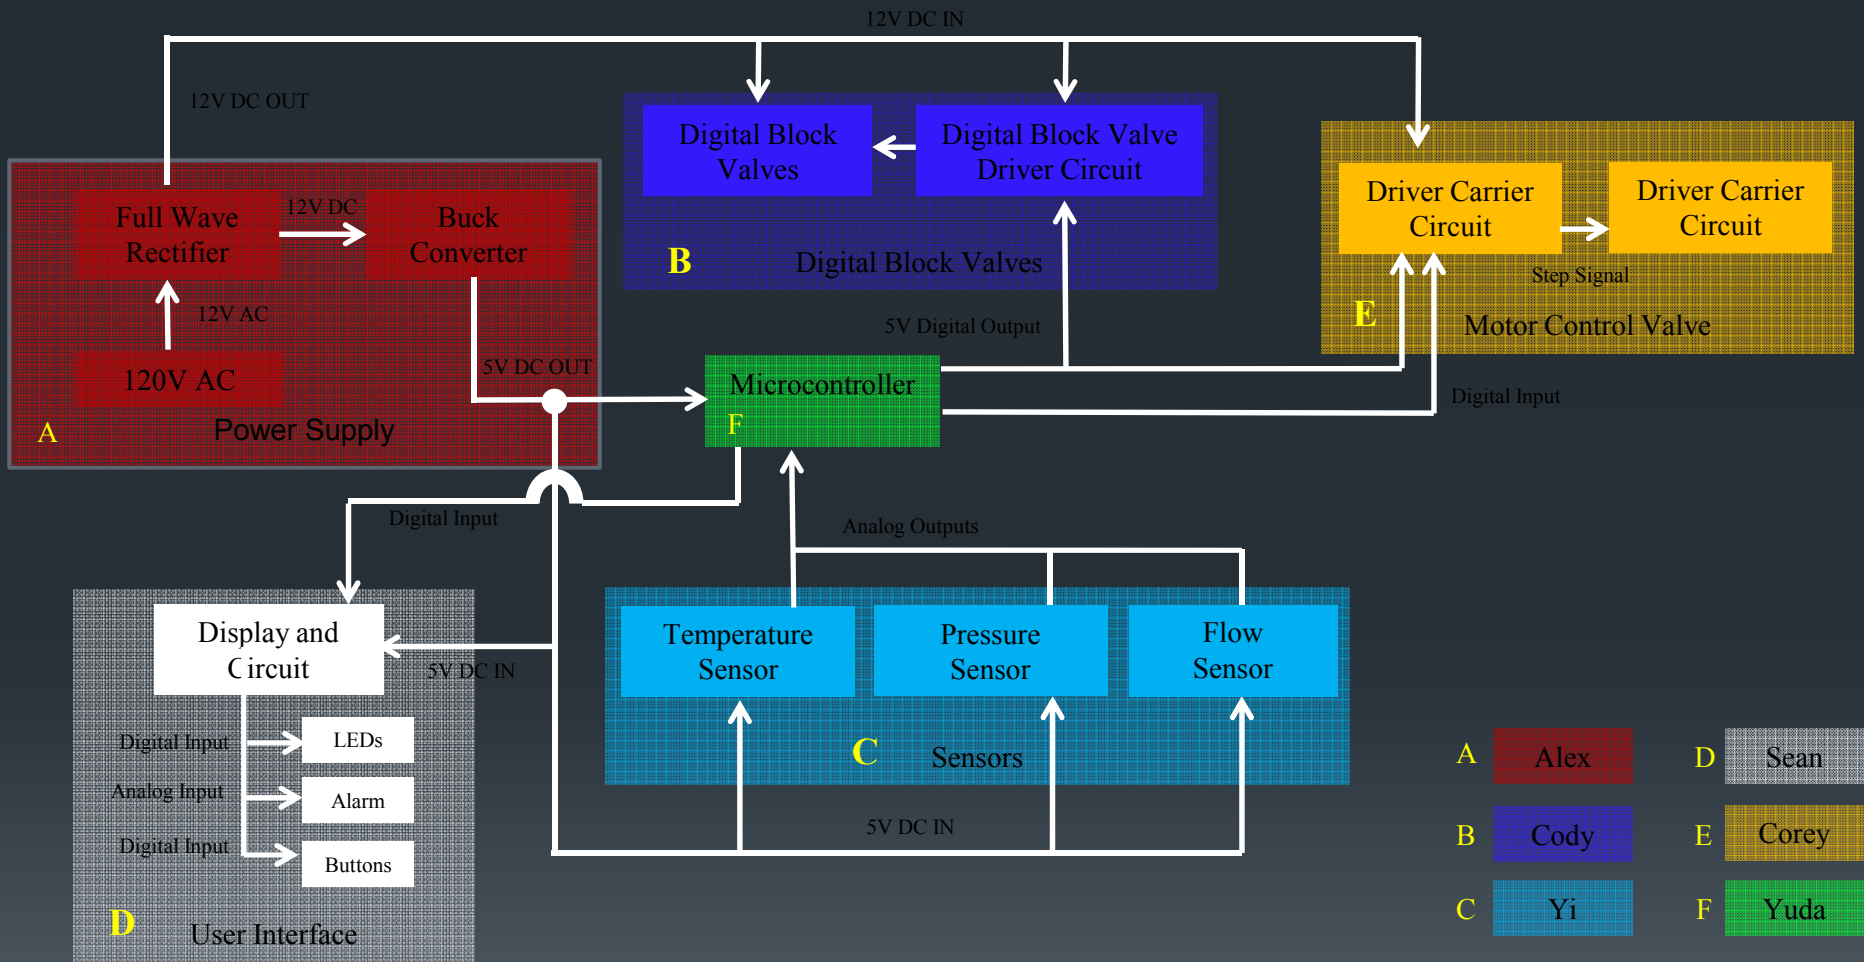 12V DC IN
12V DC OUT
Digital Block
Valves
Digital Block Valve
Driver Circuit
B
Digital Block Valves
Driver Carrier
Circuit
Driver Carrier
Circuit
Step Signal
E
Motor Control Valve
Full Wave
Rectifier
12V DC
Buck
Converter
12V AC
120V AC
5V DC OUT
A
Power Supply
5V Digital Output
Microcontroller
F
Digital Input
Digital Input
Analog Outputs
Display and
Circuit
5V DC IN
Digital Input
LEDs
Analog Input
Alarm
Digital Input
Buttons
D
User Interface
Temperature
Sensor
Pressure
Sensor
Flow
Sensor
C
Sensors
5V DC IN
A
Alex
D
Sean
B
Cody
E
Corey
C
Yi
F
Yuda